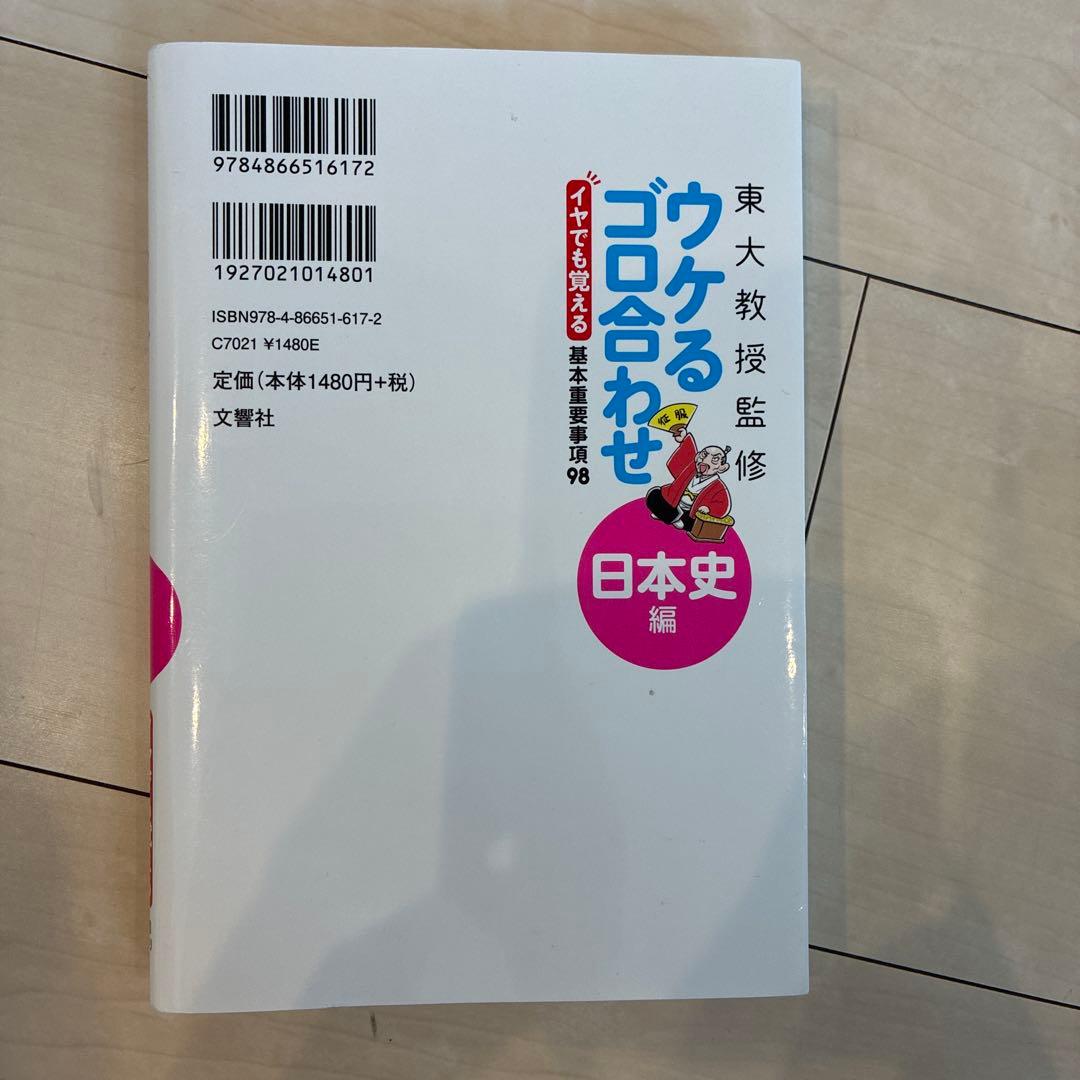 9784866516172
1927021014801
ISBN978-4-86651-617-2
C7021 ¥1480E
定価(本体1480円+税)
文響社
東大教授監修
ウケる
ゴロ合わせ
イヤでも覚える
基本重要事項98
征服
日本史
編